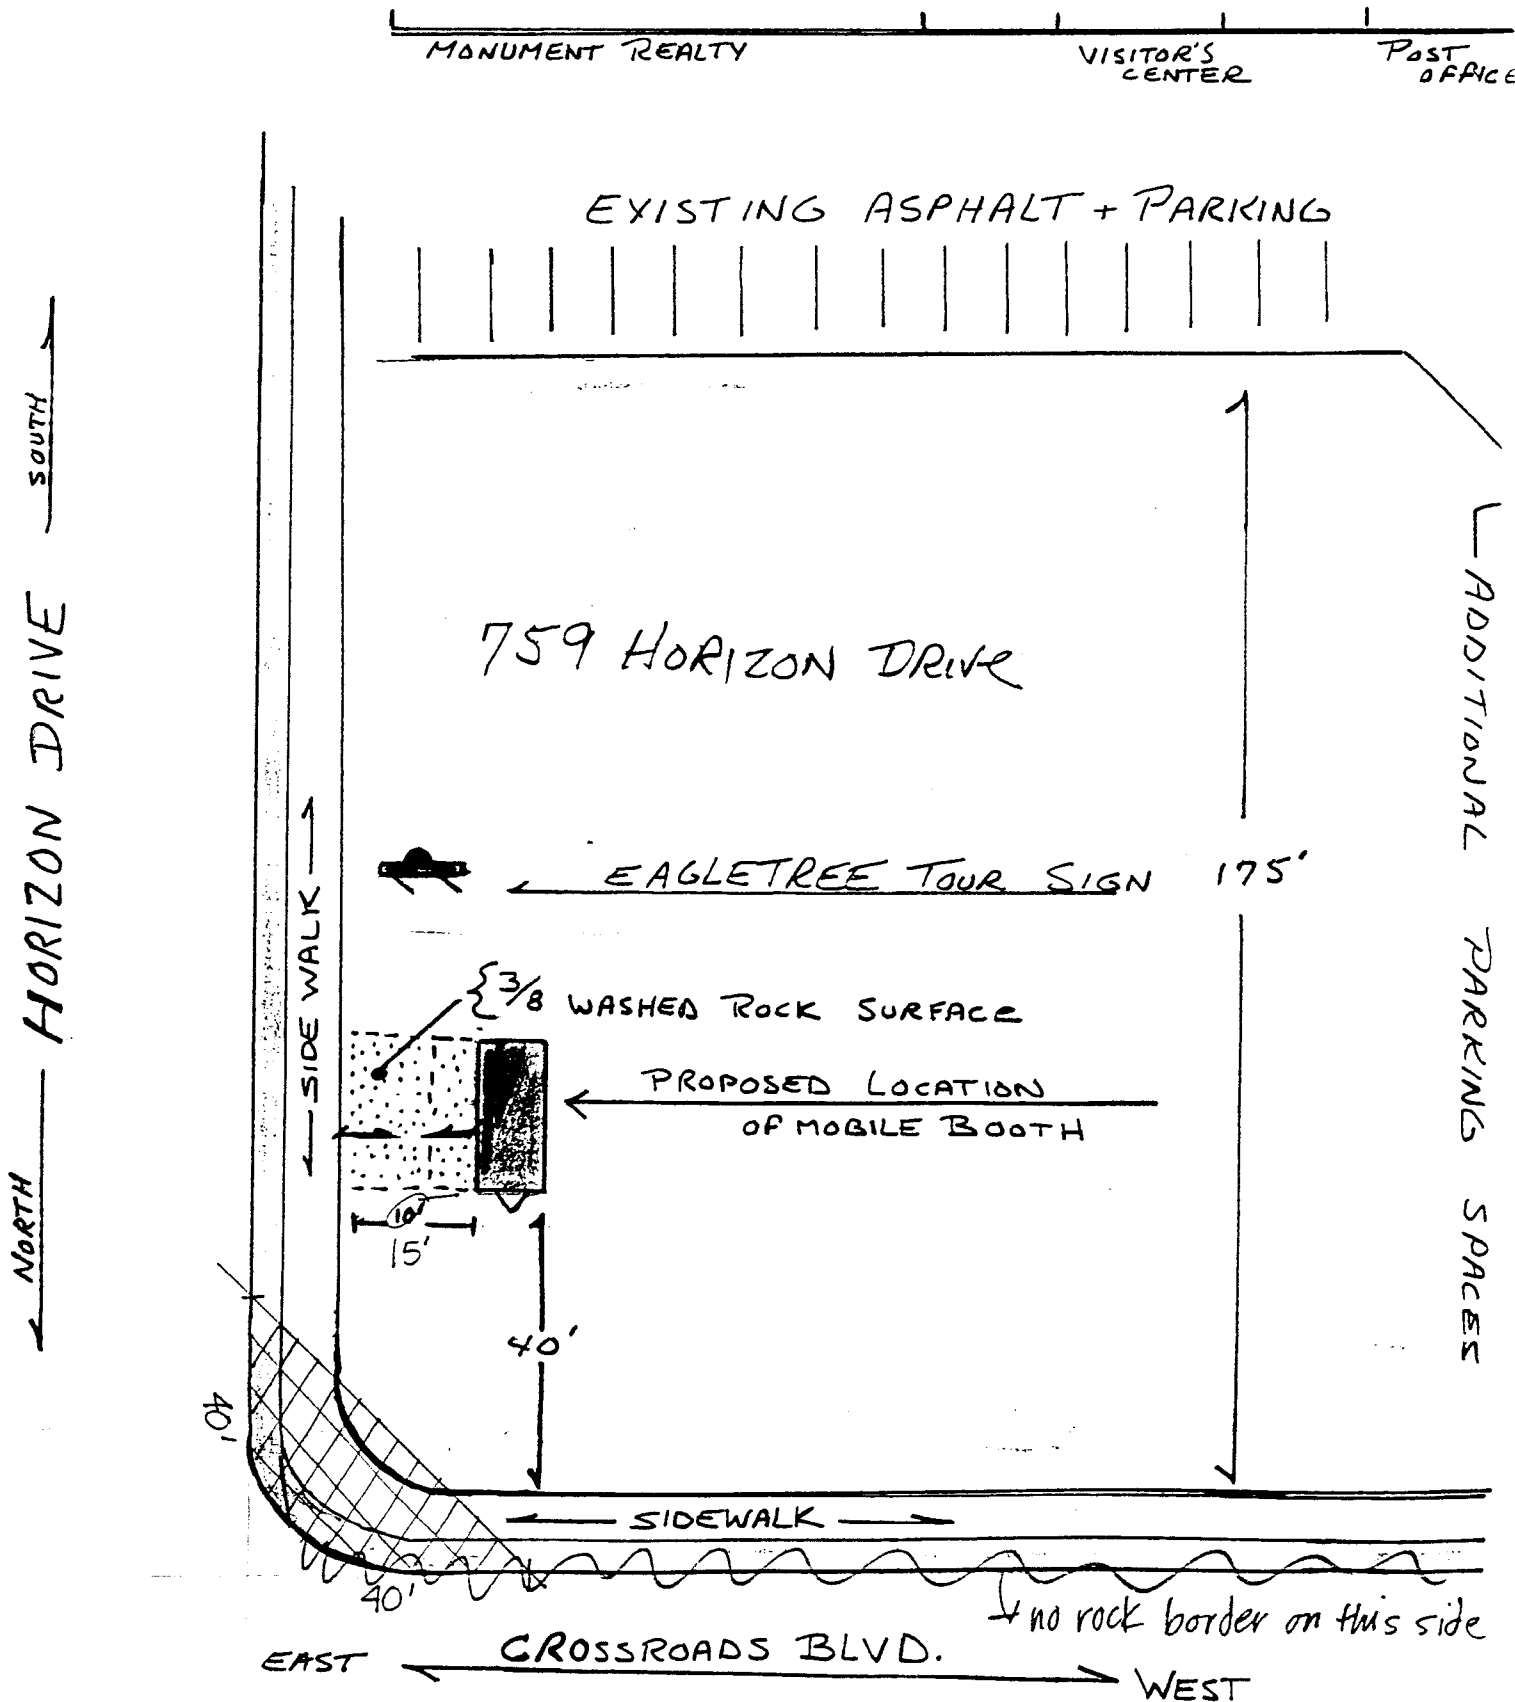 MONUMENT REALTY
VISITOR'S
CENTER
POST
OFFICE
EXISTING ASPHALT + PARKING
SOUTH
HORIZON DRIVE
NORTH
759 HORIZON DRIVE
ADDITIONAL PARKING SPACES
EAGLETREE TOUR SIGN
175'
SIDE WALK
3/8 WASHED ROCK SURFACE
PROPOSED LOCATION
OF MOBILE BOOTH
10'
15'
40'
40'
SIDEWALK
40'
no rock border on this side
CROSSROADS BLVD.
EAST
WEST